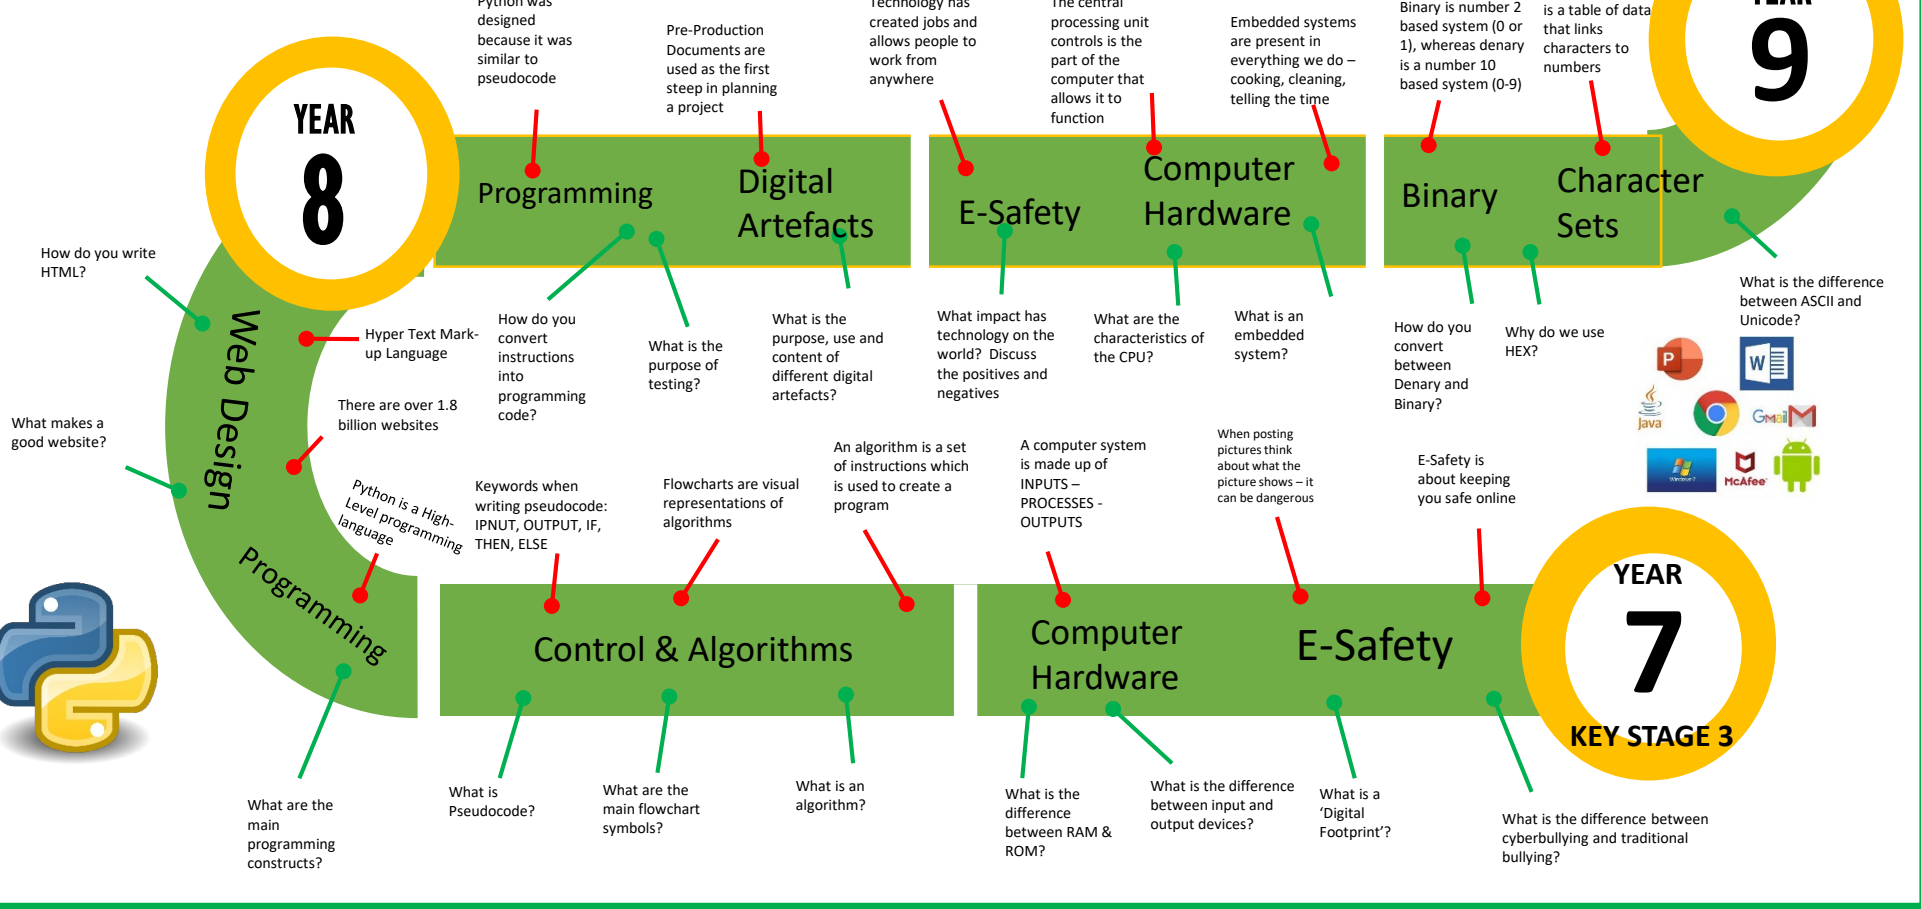 Python was
designed
because it was
similar to
pseudocode
Pre-Production
Documents are
used as the first
steep in planning
a project
Technology has
created jobs and
allows people to
work from
anywhere
The central
processing unit
controls is the
part of the
computer that
allows it to
function
Embedded systems
are present in
everything we do –
cooking, cleaning,
telling the time
Binary is number 2
based system (0 or
1), whereas denary
is a number 10
based system (0-9)
is a table of data
that links
characters to
numbers
YEAR
9
YEAR
8
Programming
Digital
Artefacts
E-Safety
Computer
Hardware
Binary
Character
Sets
How do you write
HTML?
Web Design
Hyper Text Mark-
up Language
How do you
convert
instructions
into
programming
code?
What is the
purpose of
testing?
What is the
purpose, use and
content of
different digital
artefacts?
What impact has
technology on the
world? Discuss
the positives and
negatives
What are the
characteristics of
the CPU?
What is an
embedded
system?
How do you
convert
between
Denary and
Binary?
Why do we use
HEX?
What is the difference
between ASCII and
Unicode?
There are over 1.8
billion websites
What makes a
good website?
Python is a High-
Level programming
language
Keywords when
writing pseudocode:
IPNUT, OUTPUT, IF,
THEN, ELSE
Flowcharts are visual
representations of
algorithms
An algorithm is a set
of instructions which
is used to create a
program
A computer system
is made up of
INPUTS –
PROCESSES -
OUTPUTS
When posting
pictures think
about what the
picture shows – it
can be dangerous
E-Safety is
about keeping
you safe online
P
W
Java
Gmail
Windows 7
McAfee
Programming
Control & Algorithms
Computer
Hardware
E-Safety
YEAR
7
KEY STAGE 3
What are the
main
programming
constructs?
What is
Pseudocode?
What are the
main flowchart
symbols?
What is an
algorithm?
What is the
difference
between RAM &
ROM?
What is the difference
between input and
output devices?
What is a
‘Digital
Footprint’?
What is the difference between
cyberbullying and traditional
bullying?